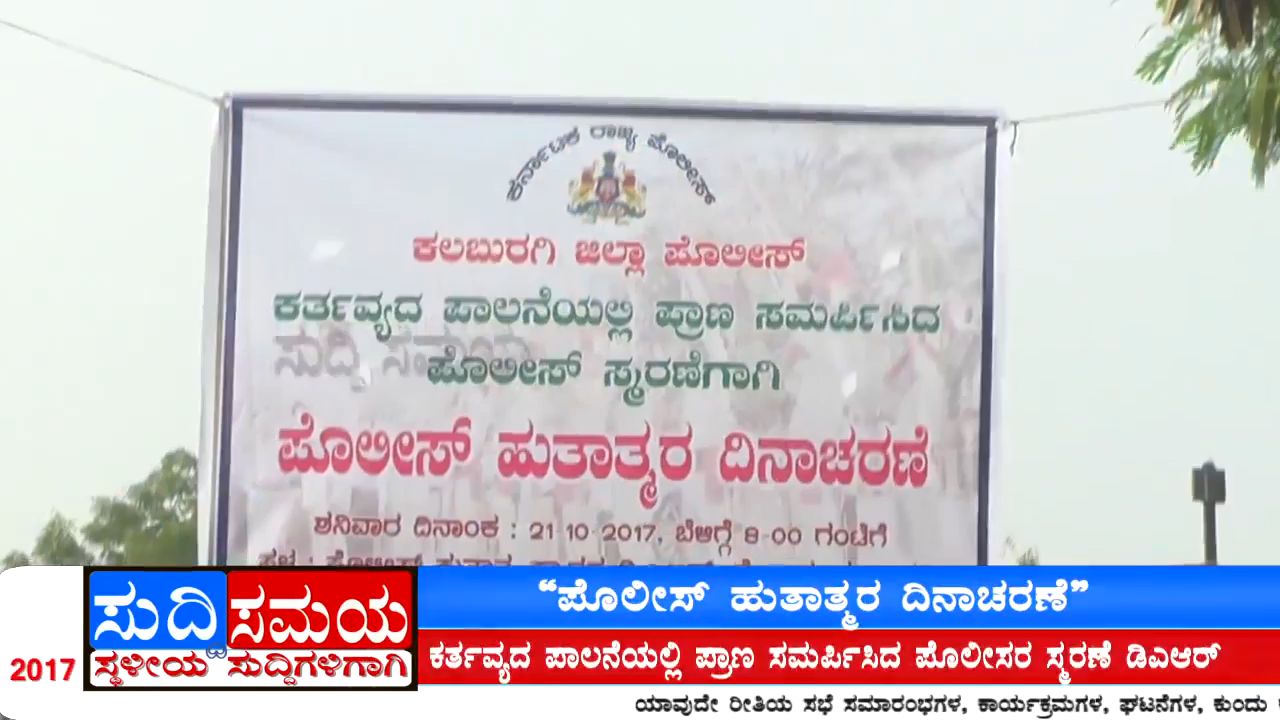 ಕರ್ನಾಟಕ ರಾಜ್ಯ ಪೊಲೀಸ್
ಕಲಬುರಗಿ ಜಿಲ್ಲಾ ಪೊಲೀಸ್
ಕರ್ತವ್ಯದ ಪಾಲನೆಯಲ್ಲಿ ಪ್ರಾಣ ಸಮರ್ಪಿಸಿದ
ಸುದ್ದಿ ಸಮಯ
ಪೊಲೀಸ್ ಸ್ಮರಣೆಗಾಗಿ
ಪೊಲೀಸ್ ಹುತಾತ್ಮರ ದಿನಾಚರಣೆ
ಶನಿವಾರ ದಿನಾಂಕ : 21-10-2017, ಬೆಳಿಗ್ಗೆ 8-00 ಗಂಟೆಗೆ
ಸುದ್ದಿ ಸಮಯ
ಸ್ಥಳೀಯ ಸುದ್ದಿಗಳಿಗಾಗಿ
2017
“ಪೊಲೀಸ್ ಹುತಾತ್ಮರ ದಿನಾಚರಣೆ”
ಕರ್ತವ್ಯದ ಪಾಲನೆಯಲ್ಲಿ ಪ್ರಾಣ ಸಮರ್ಪಿಸಿದ ಪೊಲೀಸರ ಸ್ಮರಣೆ ಡಿಎಆರ್
ಯಾವುದೇ ರೀತಿಯ ಸಭೆ ಸಮಾರಂಭಗಳ, ಕಾರ್ಯಕ್ರಮಗಳ, ಘಟನೆಗಳ, ಕುಂದು